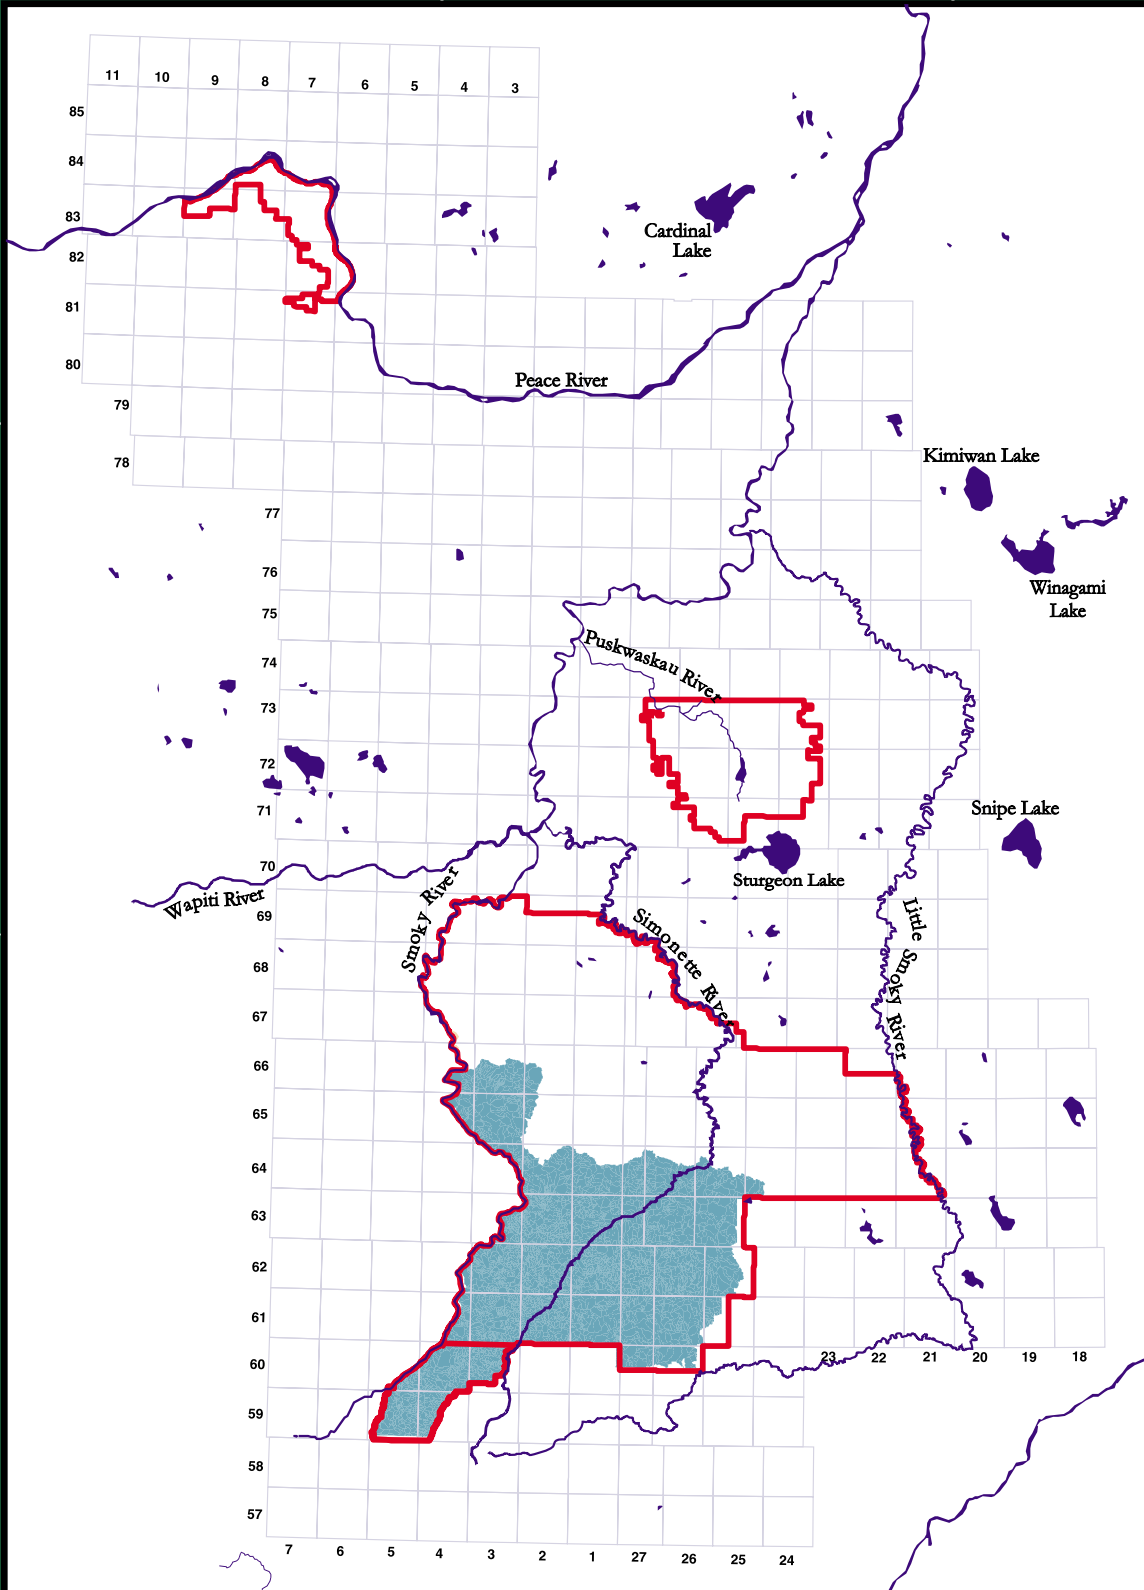 11 10 9 8 7 6 5 4 3
85
84
83
82
81
80
79
78
77
76
75
74
73
72
71
70
69
68
67
66
65
64
63
62
61
60
59
58
57
Cardinal
Lake
Peace River
Kimiwan Lake
Winagami
Lake
Puskwaskau River
Snipe Lake
Sturgeon Lake
Wapiti River
Smoky River
Simonette River
Little Smoky River
23 22 21 20 19 18
7 6 5 4 3 2 1 27 26 25 24